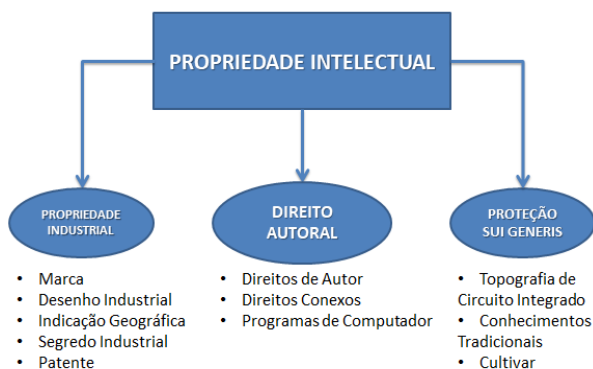 PROPRIEDADE INTELECTUAL
PROPRIEDADE
INDUSTRIAL
DIREITO
AUTORAL
PROTEÇÃO
SUI GENERIS
• Marca
• Desenho Industrial
• Indicação Geográfica
• Segredo Industrial
• Patente
• Direitos de Autor
• Direitos Conexos
• Programas de Computador
• Topografia de
Circuito Integrado
• Conhecimentos
Tradicionais
• Cultivar